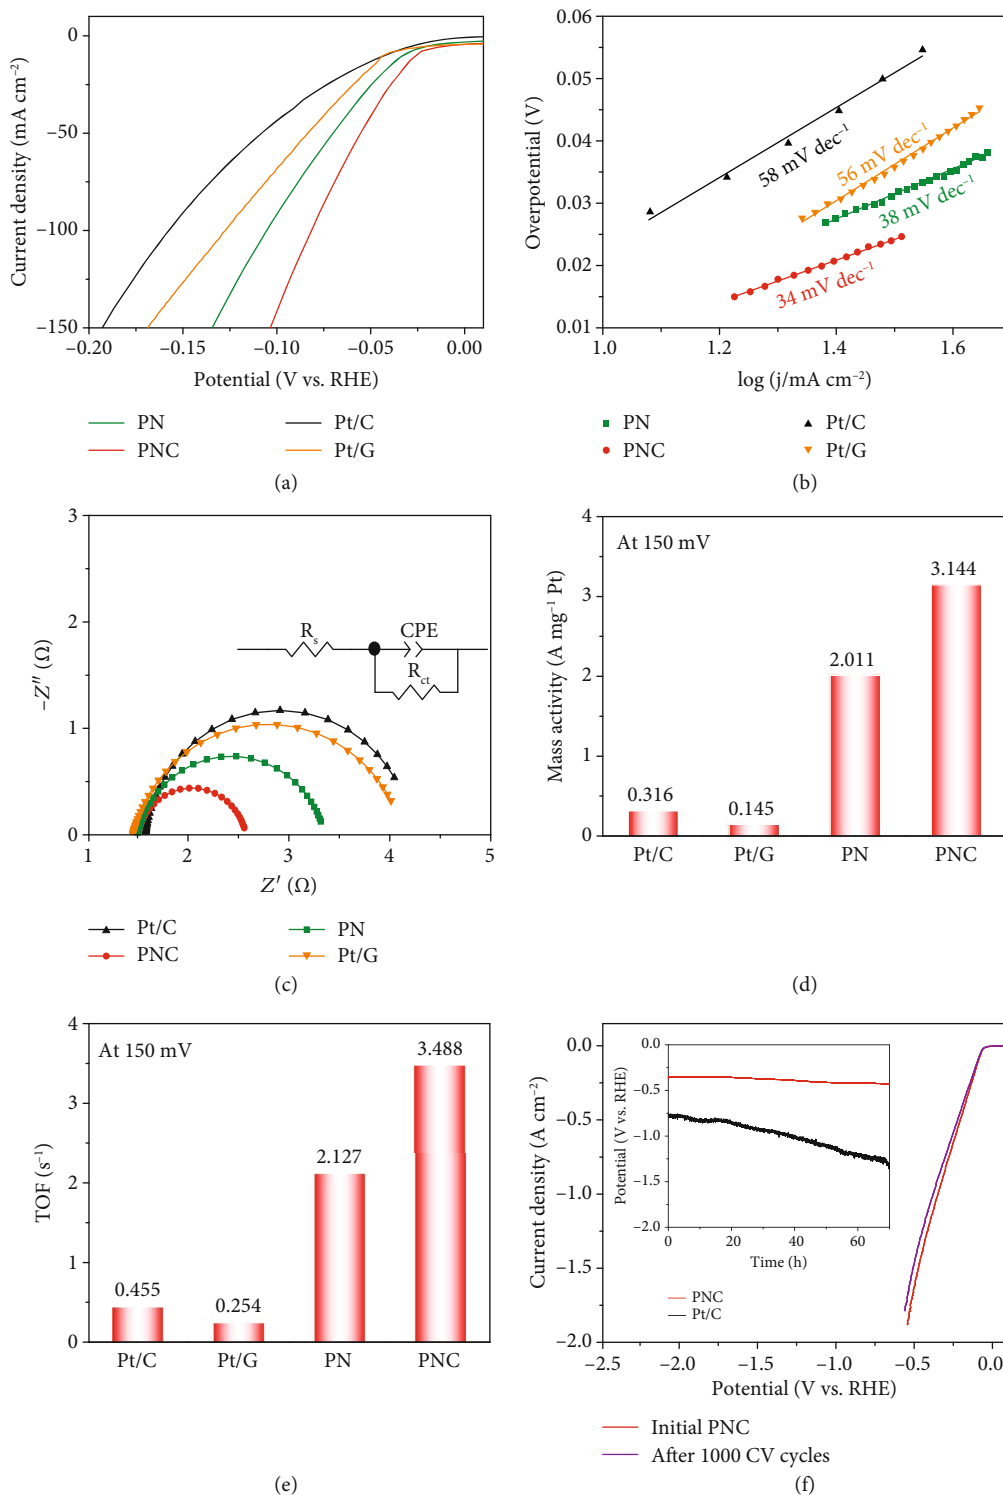 0
−50
−100
−150
Current density (mA cm−2)
−0.20
−0.15
−0.10
−0.05
0.00
Potential (V vs. RHE)
PN
PNC
Pt/C
Pt/G
(a)
0.06
0.05
0.04
0.03
0.02
0.01
Overpotential (V)
58 mV dec−1
56 mV dec−1
38 mV dec−1
34 mV dec−1
1.0
1.2
1.4
1.6
log (j/mA cm−2)
PN
PNC
Pt/C
Pt/G
(b)
3
2
1
0
−Z″ (Ω)
Rs
CPE
Rct
1
2
3
4
5
Z′ (Ω)
Pt/C
PNC
PN
Pt/G
(c)
4
3
2
1
0
Mass activity (A mg−1 Pt)
At 150 mV
0.316
0.145
2.011
3.144
Pt/C
Pt/G
PN
PNC
(d)
4
3
2
1
0
TOF (s−1)
At 150 mV
0.455
0.254
2.127
3.488
Pt/C
Pt/G
PN
PNC
(e)
0.0
−0.5
−1.0
−1.5
−2.0
Current density (A cm−2)
0.0
−0.5
−1.0
−1.5
−2.0
Potential (V vs. RHE)
0
20
40
60
Time (h)
PNC
Pt/C
−2.5
−2.0
−1.5
−1.0
−0.5
0.0
Potential (V vs. RHE)
Initial PNC
After 1000 CV cycles
(f)